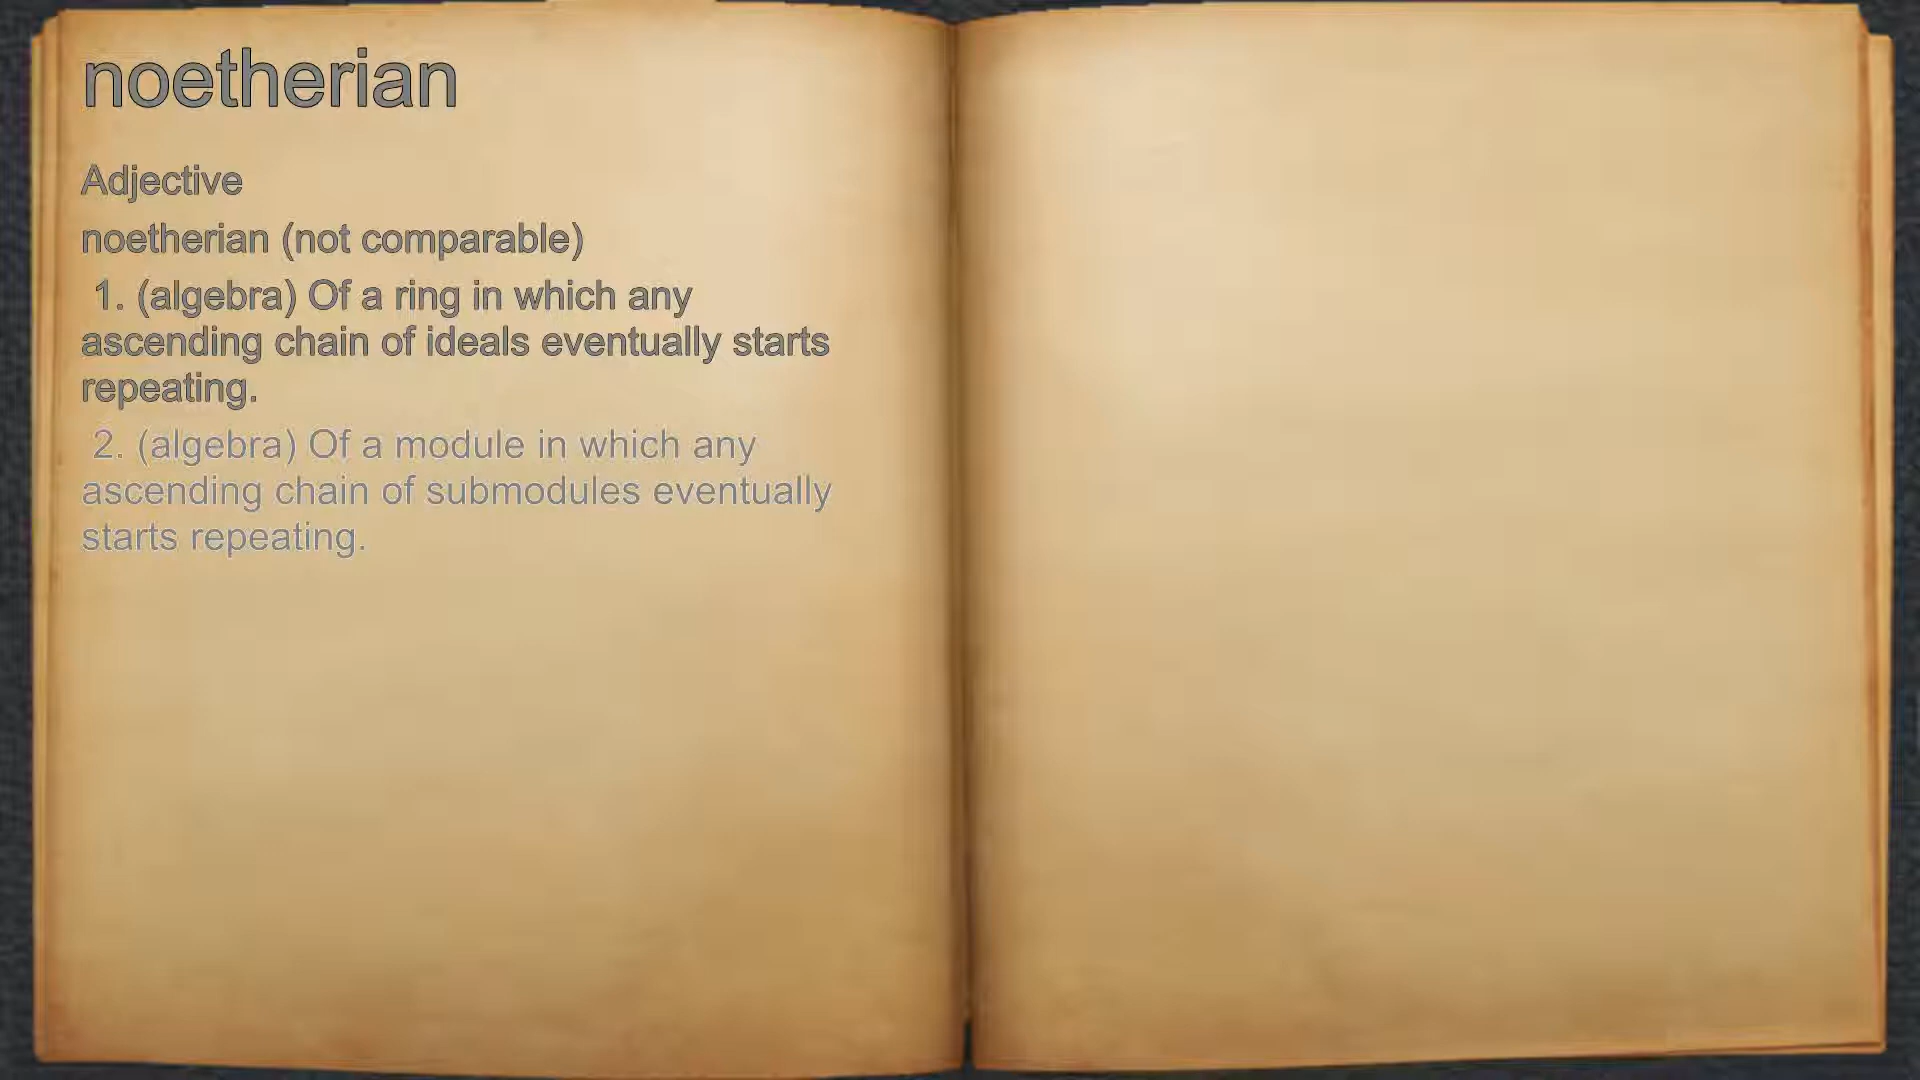 noetherian
Adjective
noetherian (not comparable)
1. (algebra) Of a ring in which any
ascending chain of ideals eventually starts
repeating.
2. (algebra) Of a module in which any
ascending chain of submodules eventually
starts repeating.